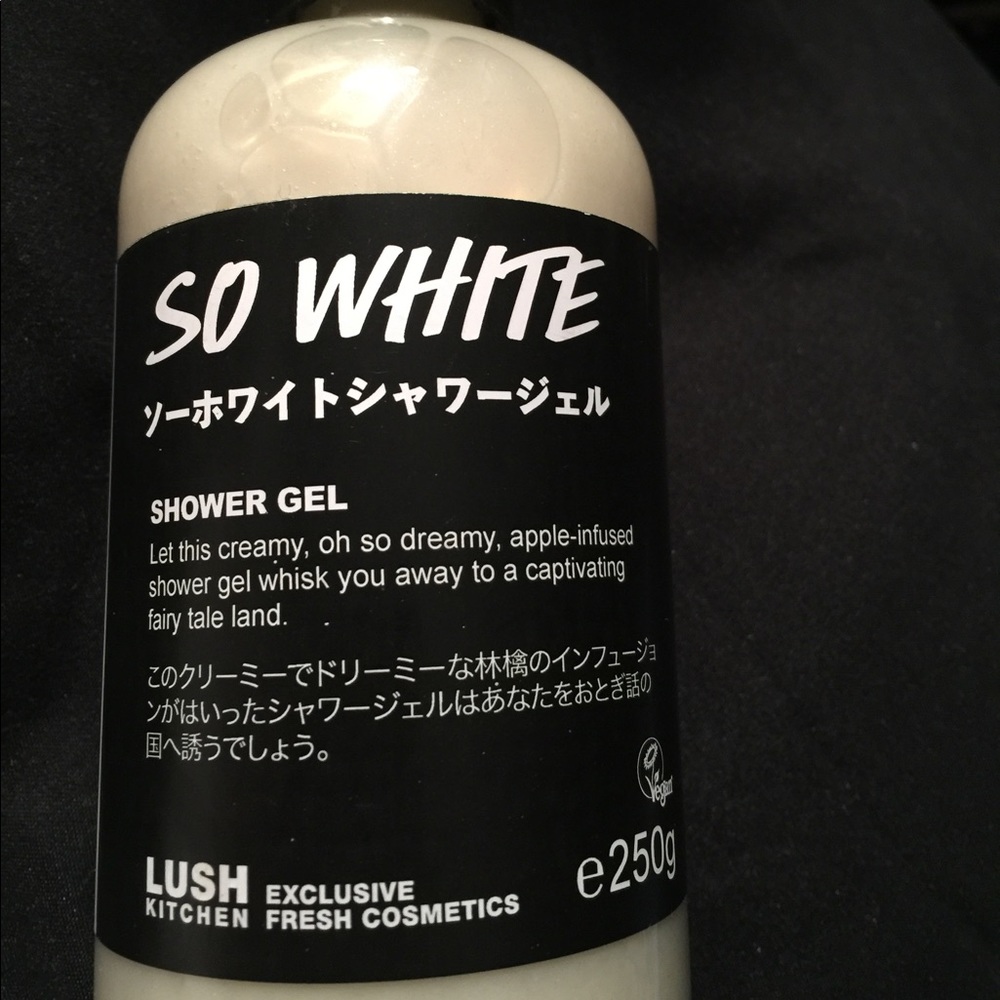 SO WHITE
ソーホワイトシャワージェル
SHOWER GEL
Let this creamy, oh so dreamy, apple-infused
shower gel whisk you away to a captivating
fairy tale land.
このクリーミーでドリーミーな林檎のインフュージョ
ンがはいったシャワージェルはあなたをおとぎ話の
国へ誘うでしょう。
Vegan
e250g
LUSH
KITCHEN
EXCLUSIVE
FRESH COSMETICS